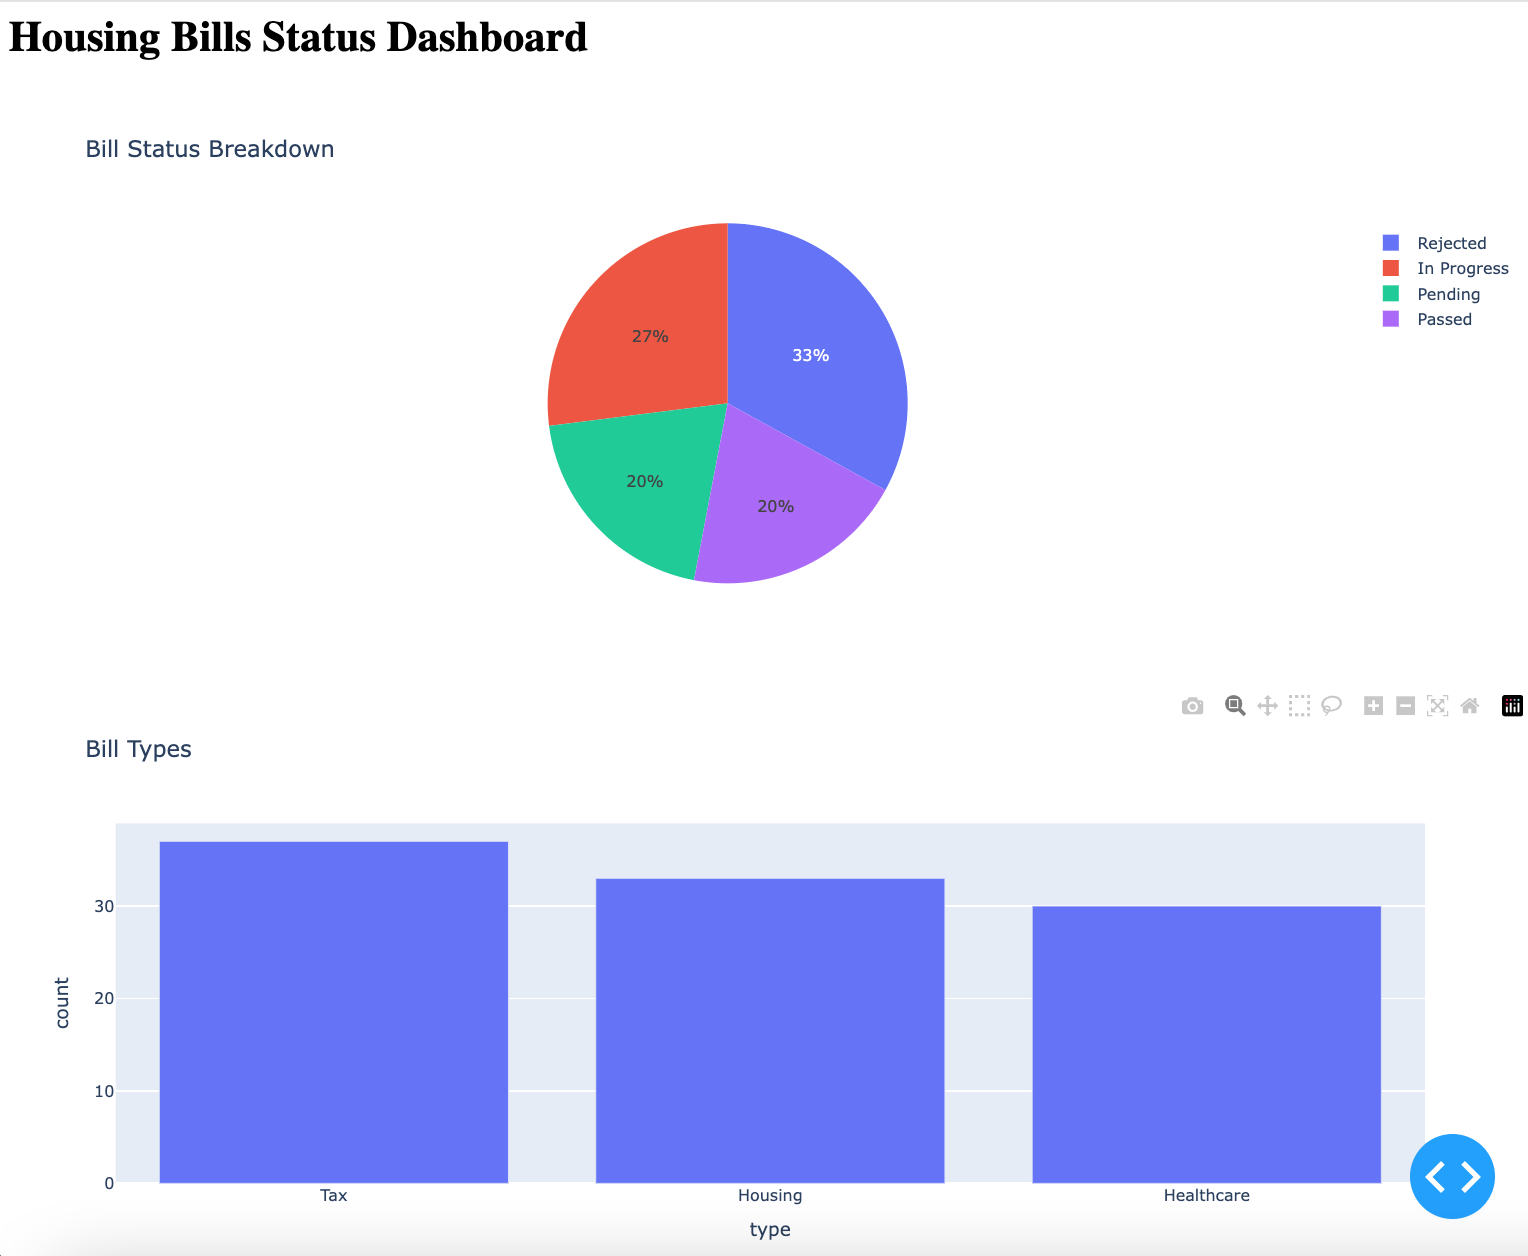 Housing Bills Status Dashboard
Bill Status Breakdown
Rejected
In Progress
Pending
Passed
27%
33%
20%
20%
Bill Types
30
20
10
0
count
Tax
Housing
Healthcare
type